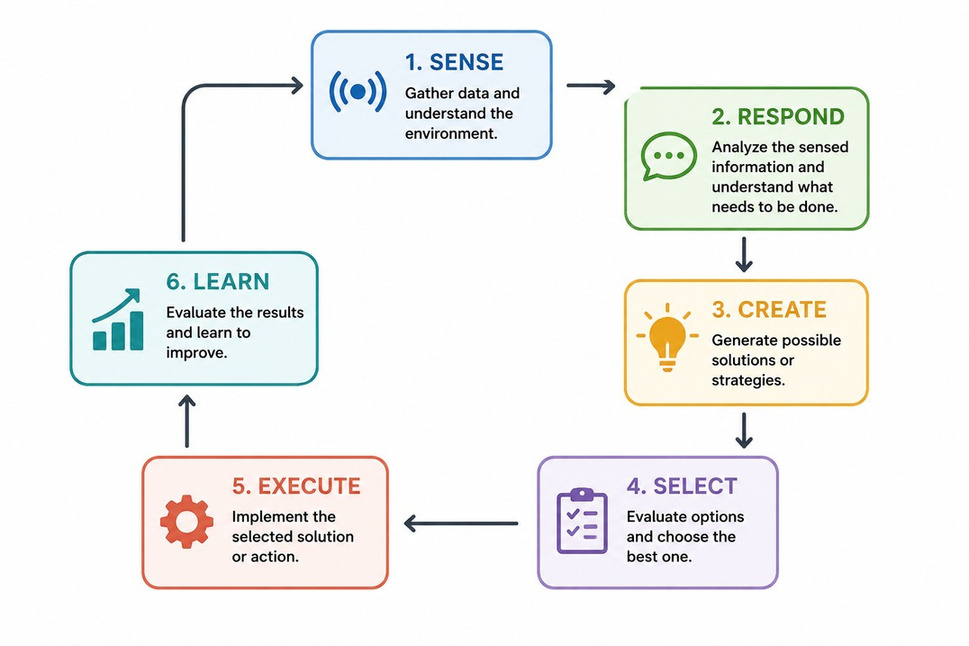 1. SENSE
Gather data and
understand the
environment.
2. RESPOND
Analyze the sensed
information and
understand what
needs to be done.
3. CREATE
Generate possible
solutions or
strategies.
4. SELECT
Evaluate options
and choose the
best one.
5. EXECUTE
Implement the
selected solution
or action.
6. LEARN
Evaluate the results
and learn to
improve.